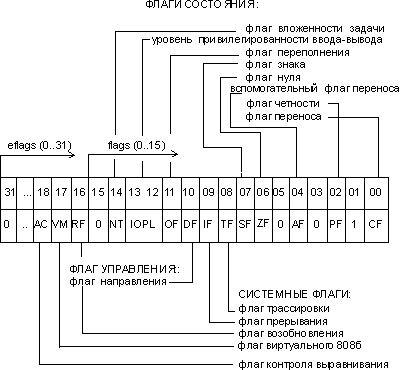 ФЛАГИ СОСТОЯНИЯ:
флаг вложенности задачи
уровень привилегированности ввода-вывода
флаг переполнения
флаг знака
флаг нуля
вспомогательный флаг переноса
флаг четности
флаг переноса
eflags (0..31) flags (0..15)
31 ... 18 17 16 15 14 13 12 11 10 09 08 07 06 05 04 03 02 01 00
0 .. AC VM RF 0 NT IOPL OF DF IF TF SF ZF 0 AF 0 PF 1 CF
ФЛАГ УПРАВЛЕНИЯ:
флаг направления
СИСТЕМНЫЕ ФЛАГИ:
флаг трассировки
флаг прерывания
флаг возобновления
флаг виртуального 8086
флаг контроля выравнивания